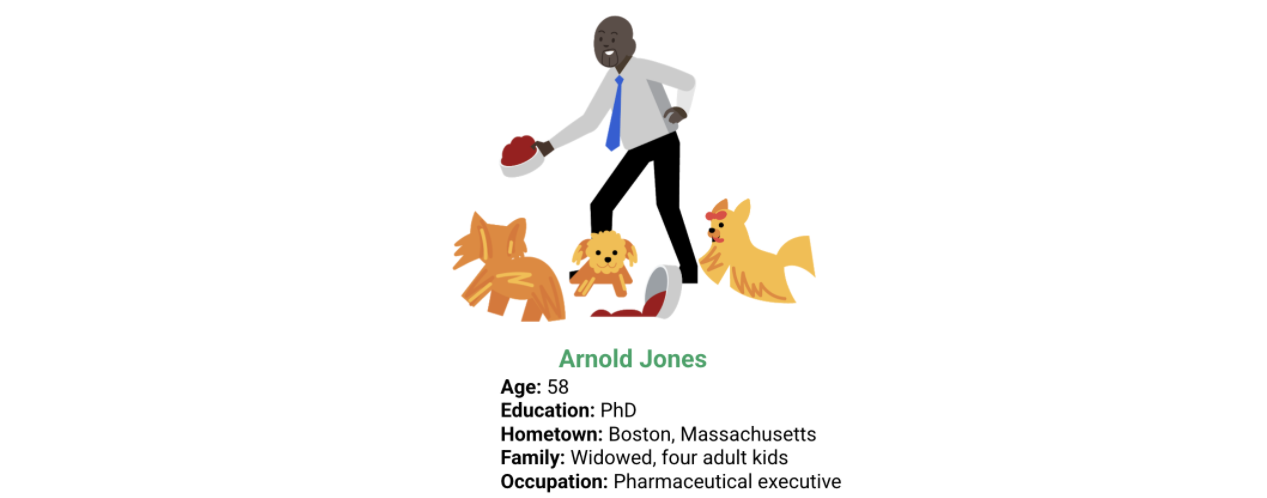 Arnold Jones
Age: 58
Education: PhD
Hometown: Boston, Massachusetts
Family: Widowed, four adult kids
Occupation: Pharmaceutical executive